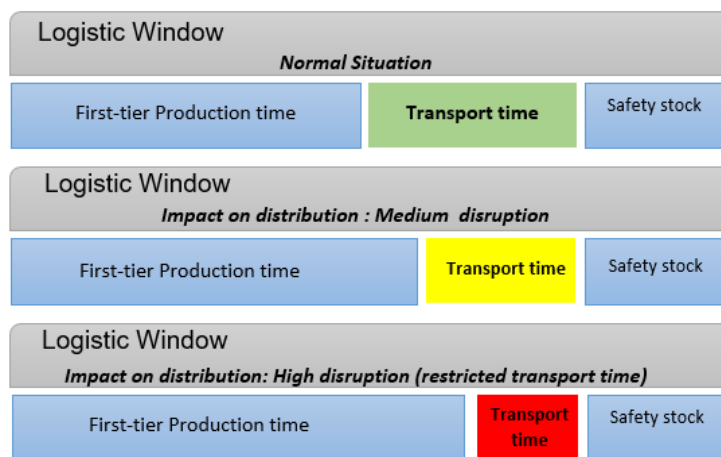 Logistic Window
Normal Situation
First-tier Production time
Transport time
Safety stock
Logistic Window
Impact on distribution : Medium  disruption
First-tier Production time
Transport time
Safety stock
Logistic Window
Impact on distribution: High disruption (restricted transport time)
First-tier Production time
Transport
time
Safety stock